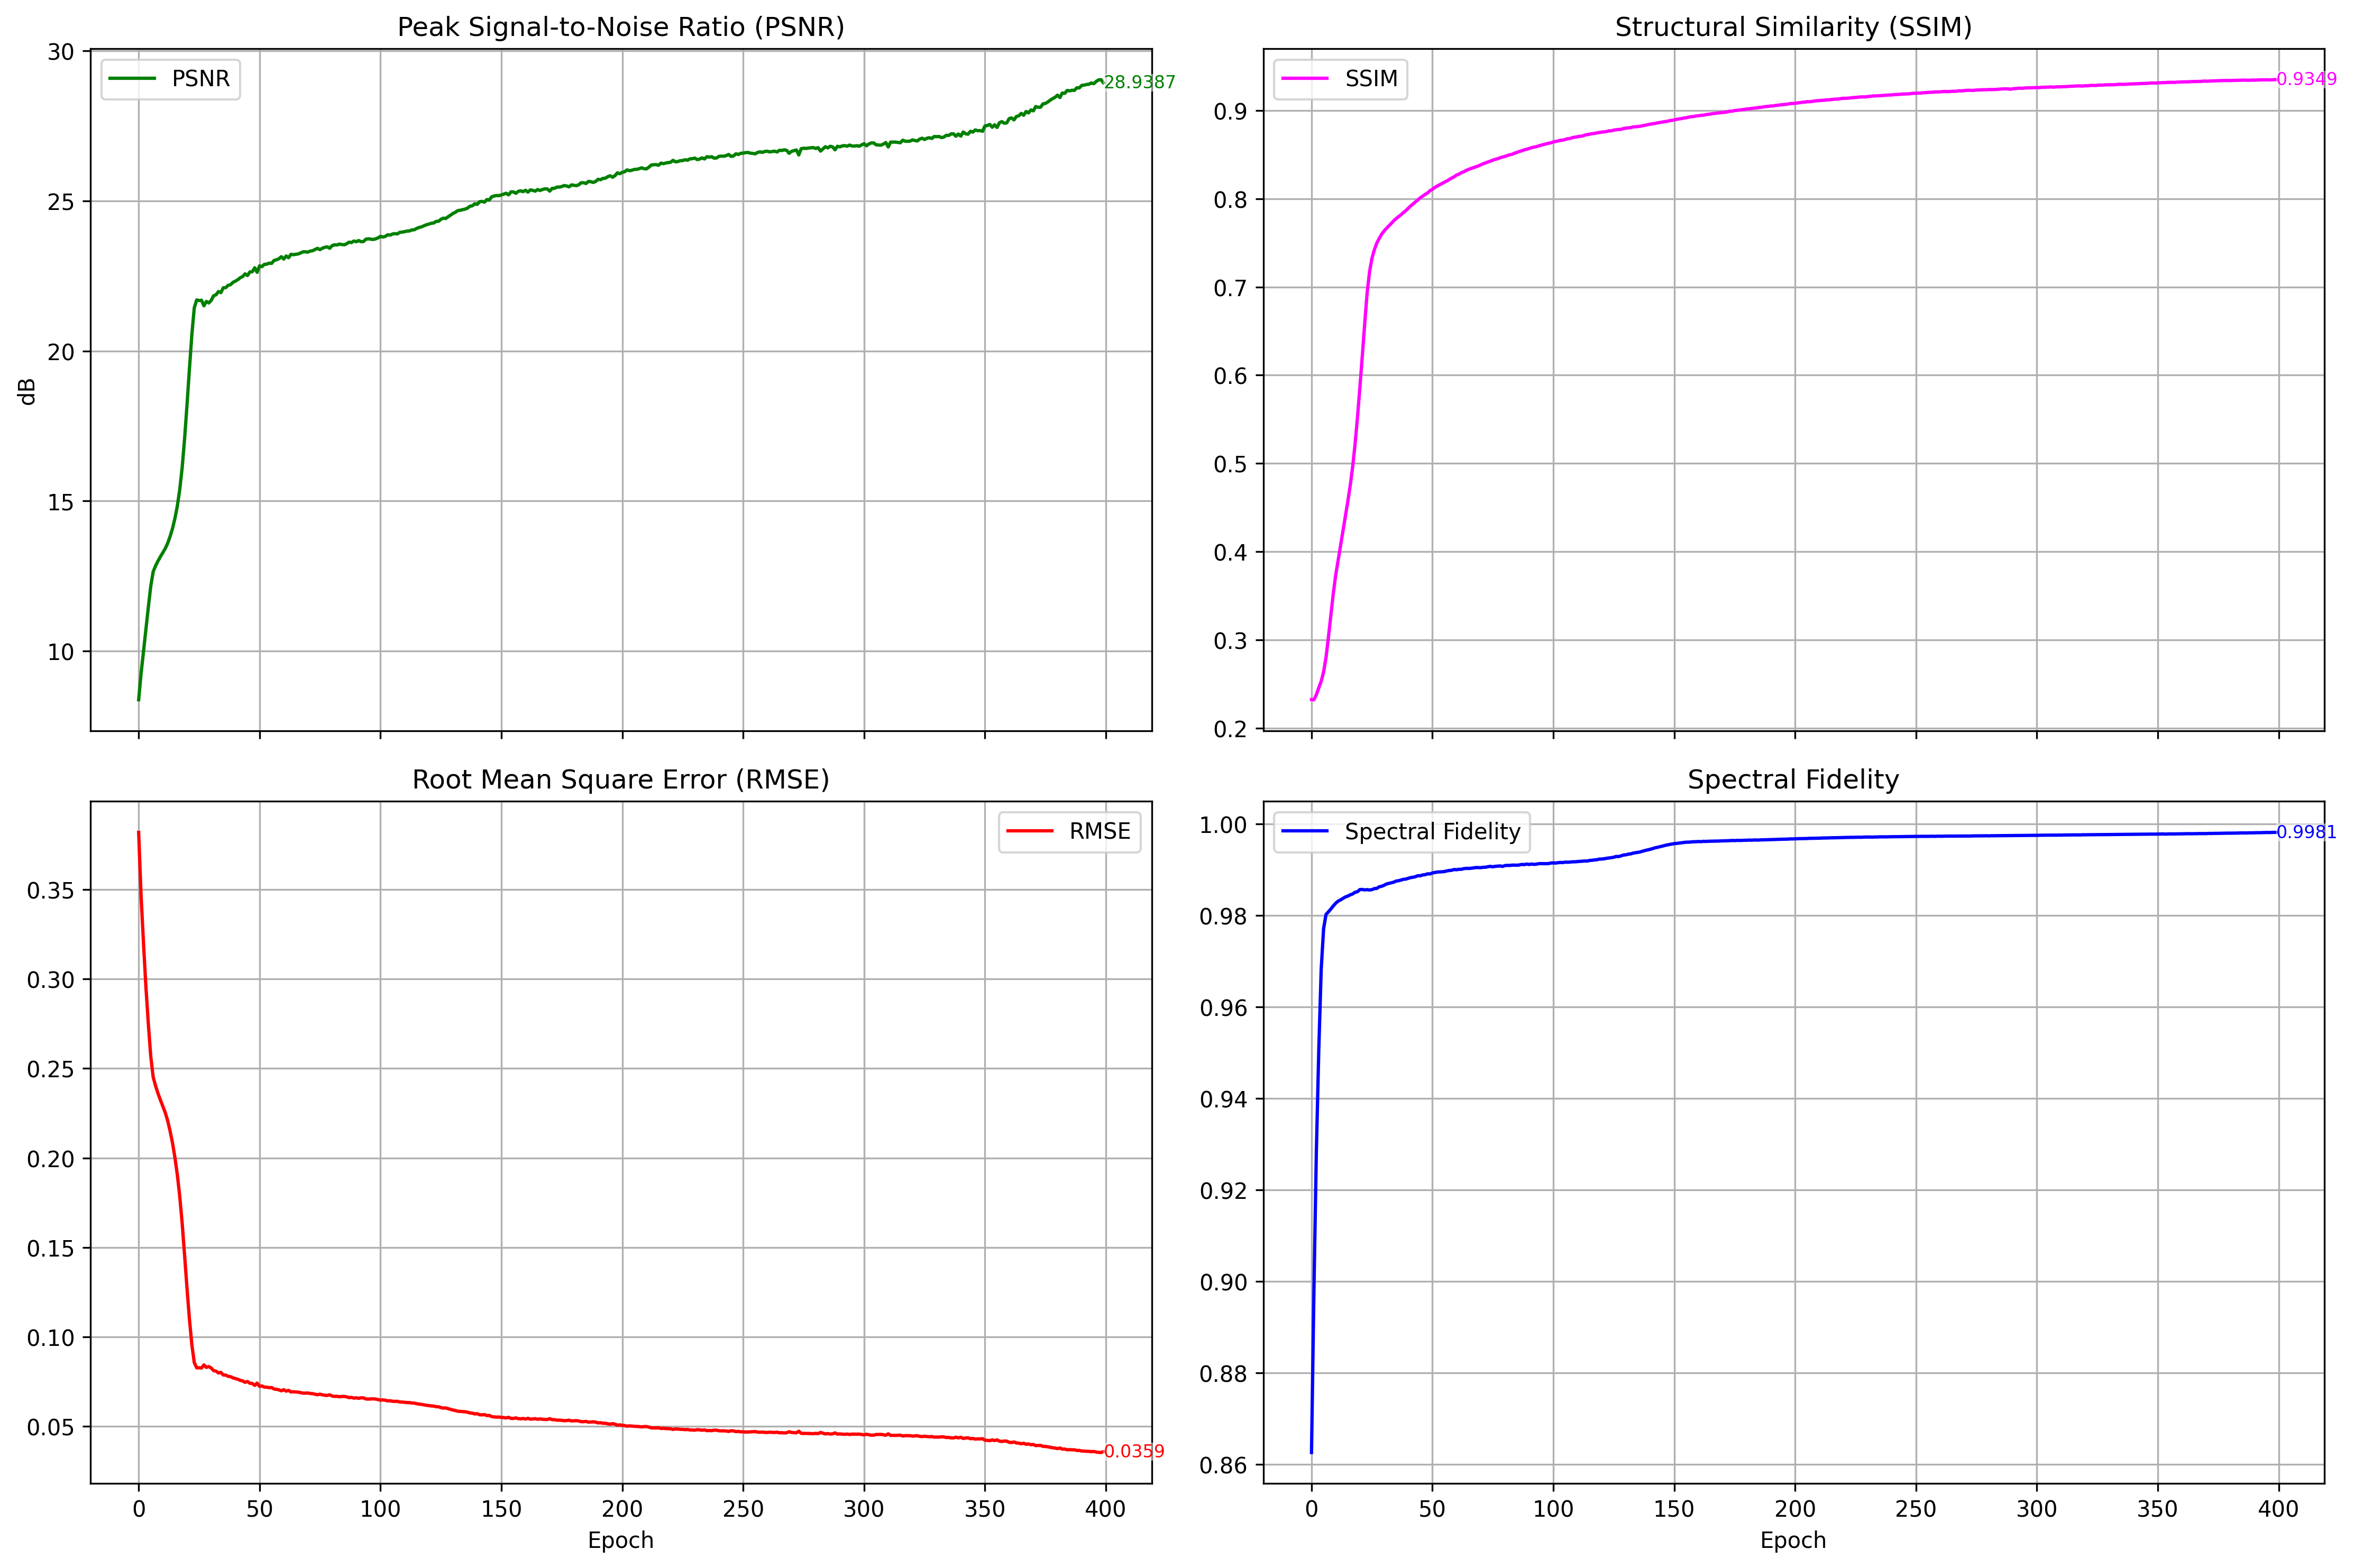 Peak Signal-to-Noise Ratio (PSNR)
PSNR
30
25
20
15
10
dB
28.9387
Structural Similarity (SSIM)
SSIM
0.9
0.8
0.7
0.6
0.5
0.4
0.3
0.2
0.9349
Root Mean Square Error (RMSE)
RMSE
0.35
0.30
0.25
0.20
0.15
0.10
0.05
0.0359
0 50 100 150 200 250 300 350 400
Epoch
Spectral Fidelity
Spectral Fidelity
1.00
0.98
0.96
0.94
0.92
0.90
0.88
0.86
0.9981
0 50 100 150 200 250 300 350 400
Epoch